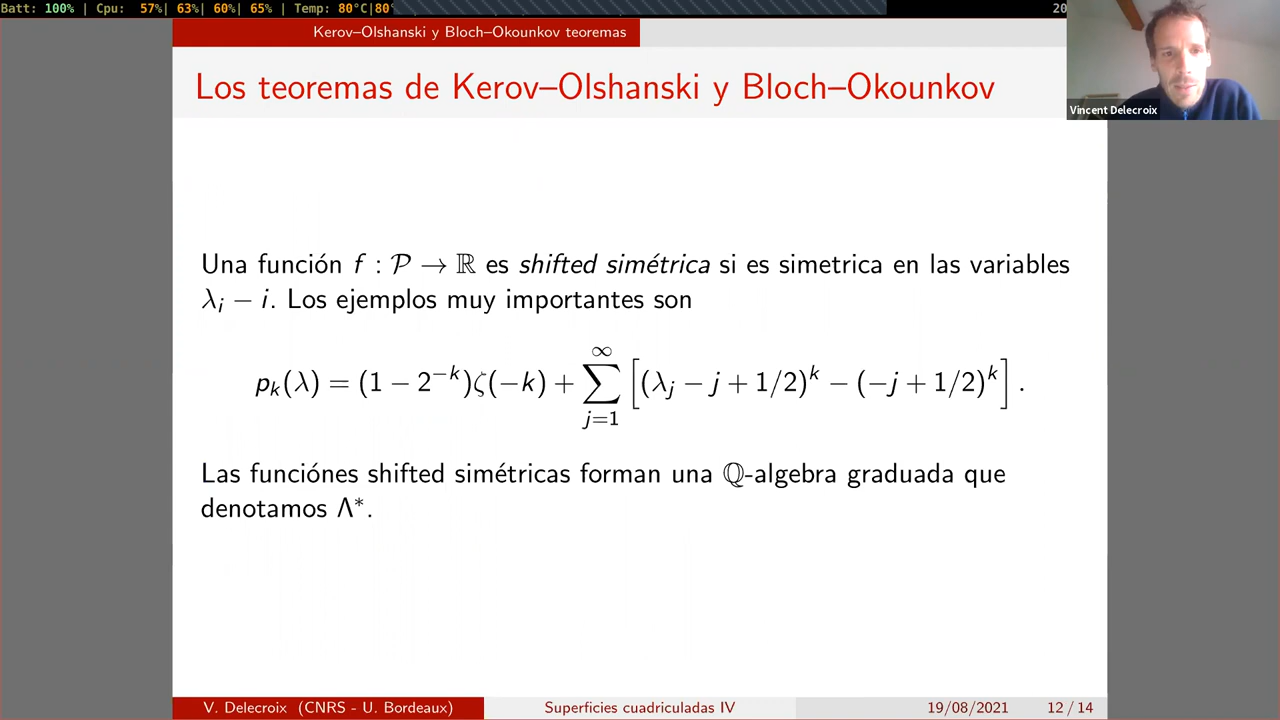 Batt: 100% | Cpu: 57%| 63%| 60%| 65% | Temp: 80°C|80°
20
Kerov–Olshanski y Bloch–Okounkov teoremas
Los teoremas de Kerov–Olshanski y Bloch–Okounkov
Vincent Delecroix
Una función f : 𝒫 → ℝ es shifted simétrica si es simetrica en las variables
λ_i − i. Los ejemplos muy importantes son
p_k(λ) = (1 − 2^{−k})ζ(−k) + ∑_{j=1}^{∞} [(λ_j − j + 1/2)^k − (−j + 1/2)^k] .
Las funciónes shifted simétricas forman una ℚ-algebra graduada que
denotamos Λ*.
V. Delecroix (CNRS - U. Bordeaux)
Superficies cuadriculadas IV
19/08/2021
12 / 14